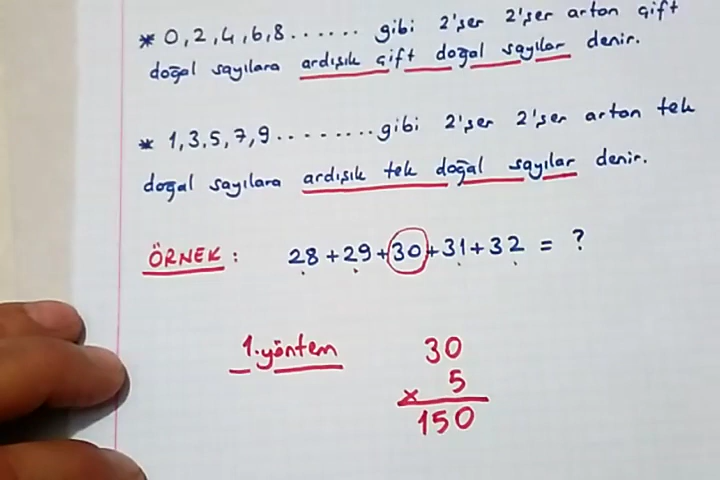 * 0, 2, 4, 6, 8 ....... gibi 2'şer 2'şer artan çift
doğal sayılara ardışık çift doğal sayılar denir.
* 1, 3, 5, 7, 9 ......... gibi 2'şer 2'şer artan tek
doğal sayılara ardışık tek doğal sayılar denir.
ÖRNEK : 28 + 29 + 30 + 31 + 32 = ?
1.yöntem
30
x 5
150